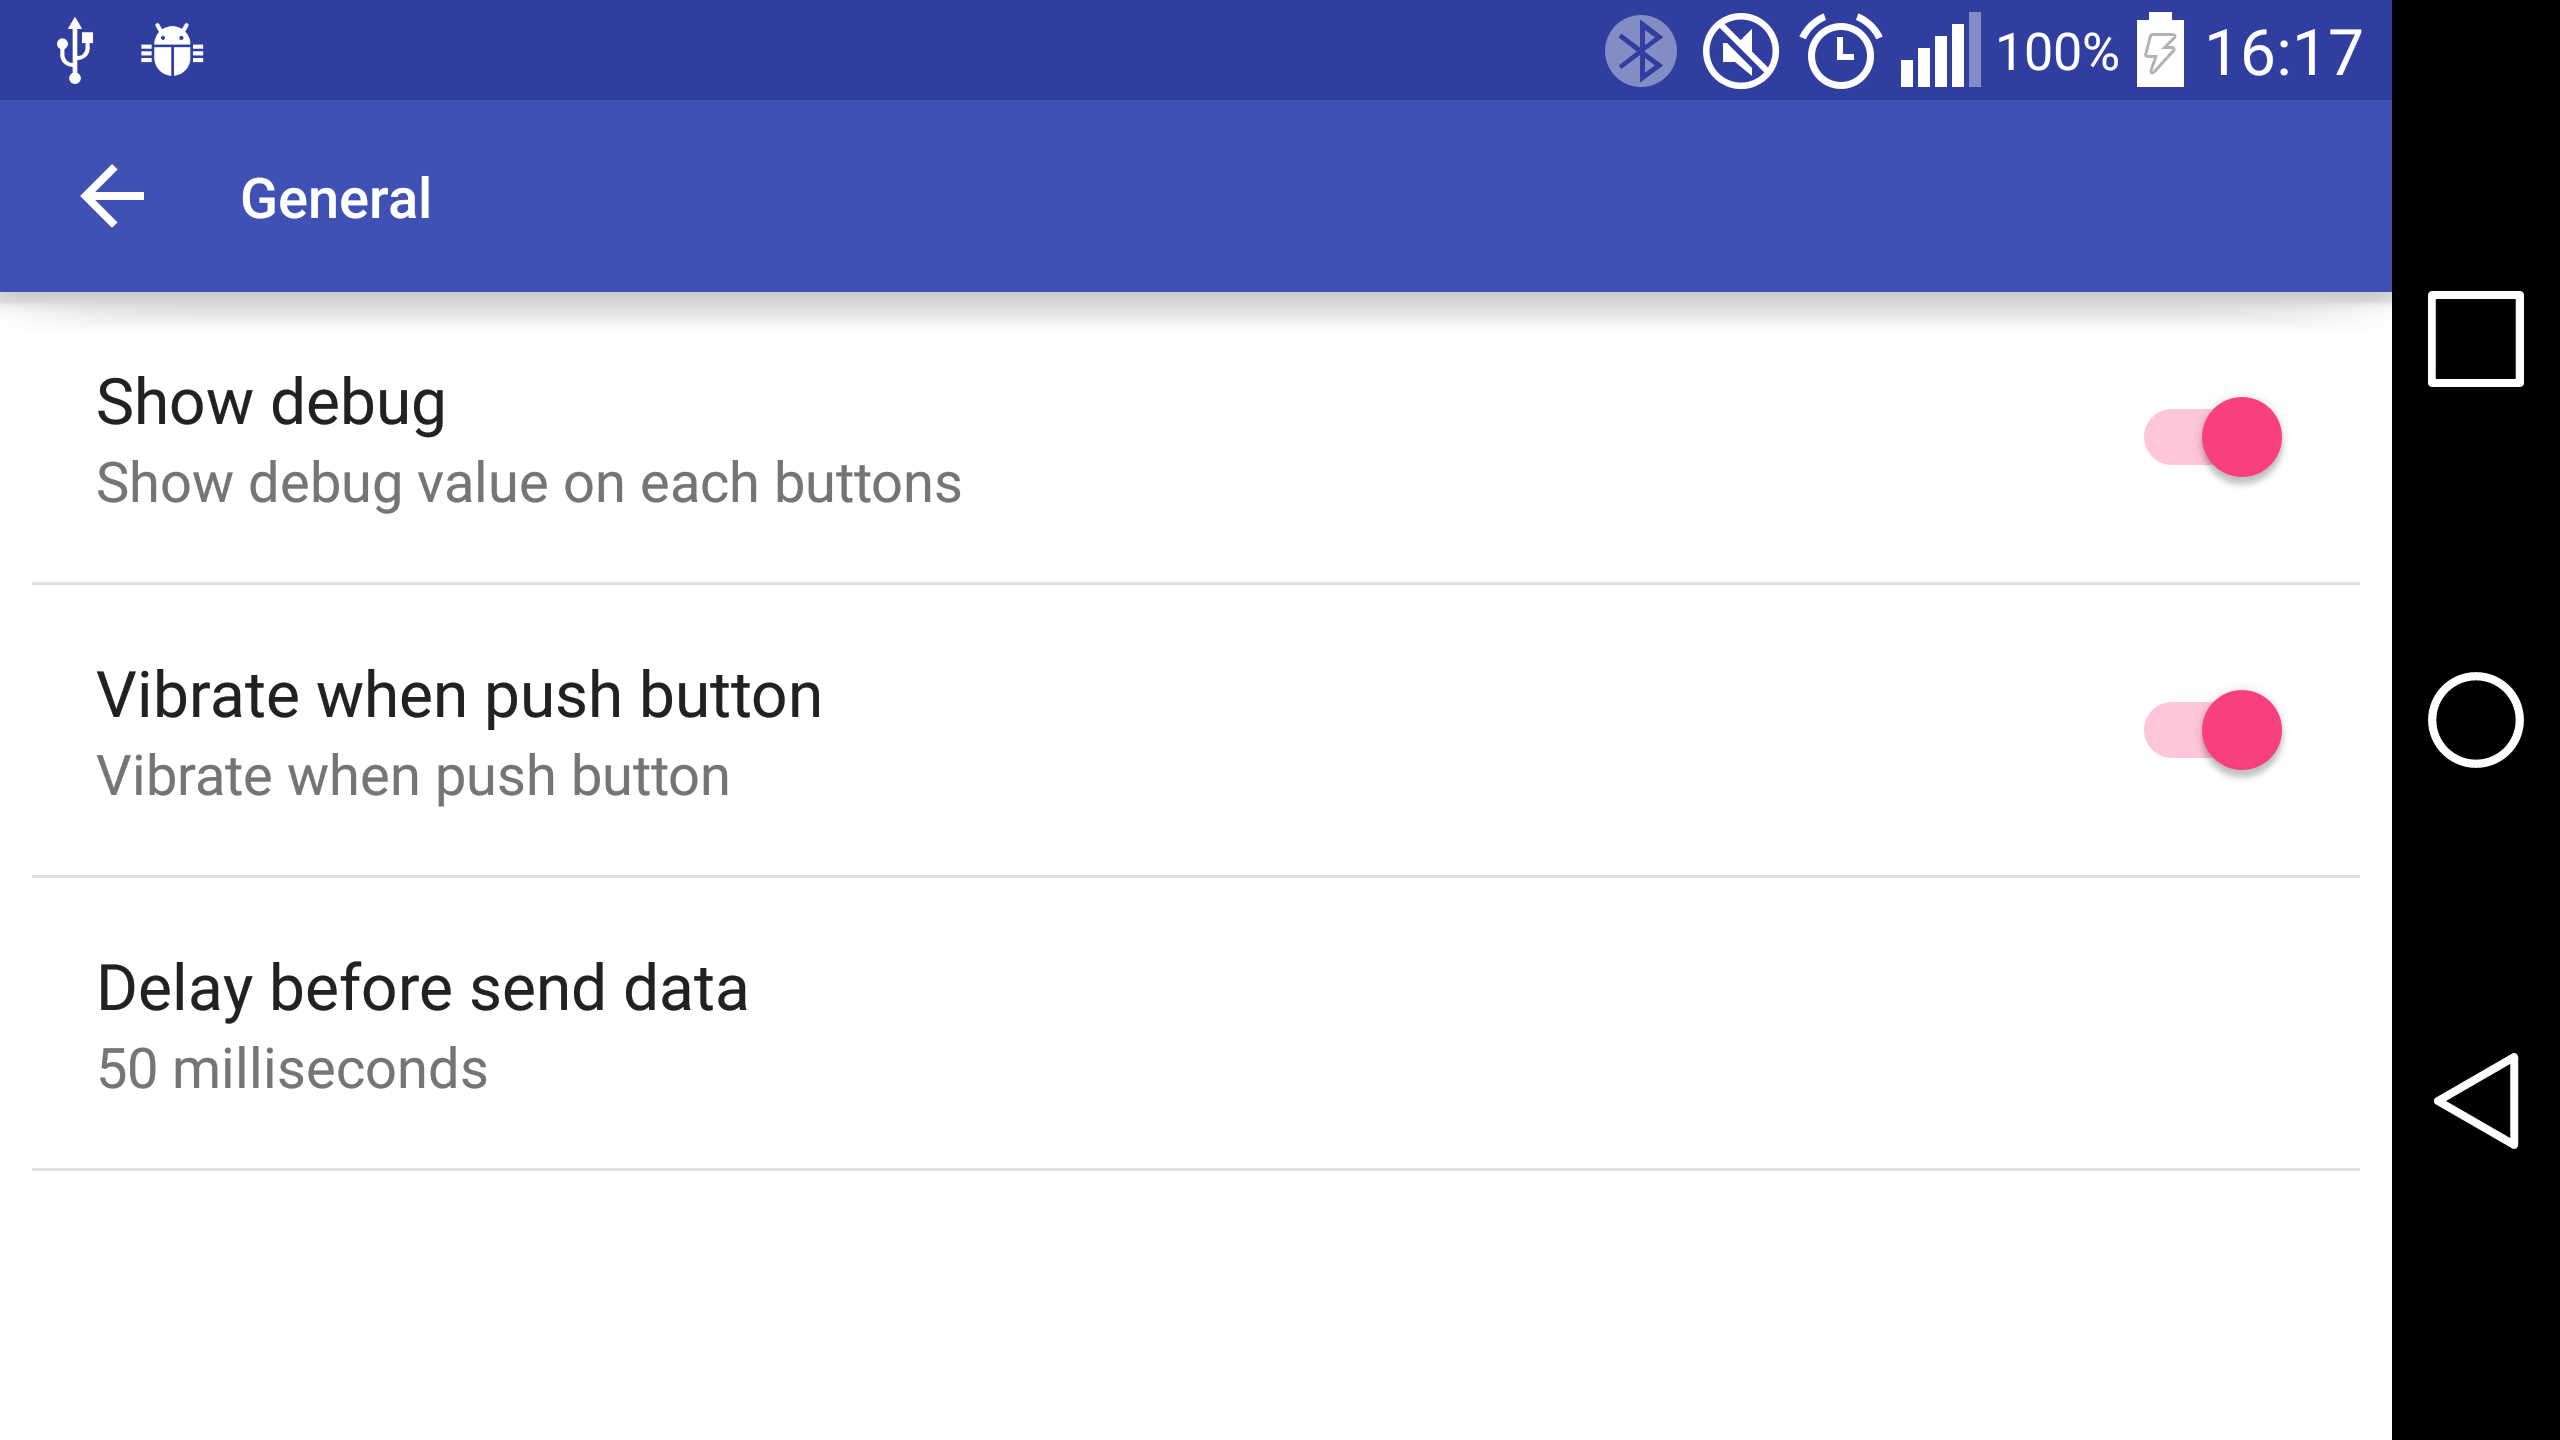 100% 16:17
General
Show debug
Show debug value on each buttons
Vibrate when push button
Vibrate when push button
Delay before send data
50 milliseconds